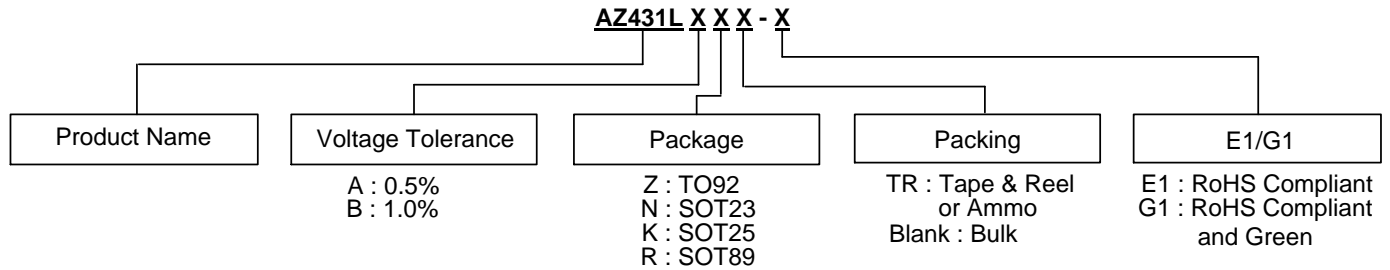 AZ431L X X X - X
Product Name
Voltage Tolerance
A : 0.5%
B : 1.0%
Package
Z : TO92
N : SOT23
K : SOT25
R : SOT89
Packing
TR : Tape & Reel
or Ammo
Blank : Bulk
E1/G1
E1 : RoHS Compliant
G1 : RoHS Compliant
and Green